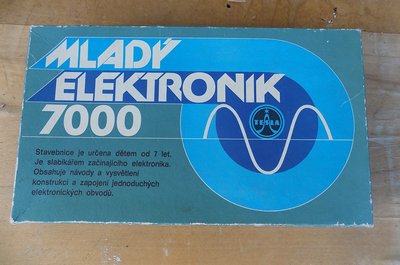 MLADÝ
ELEKTRONIK
7000
TESLA
Stavebnice je určena dětem od 7 let.
Je slabikářem začínajícího elektronika.
Obsahuje návody a vysvětlení
konstrukcí a zapojení jednoduchých
elektronických obvodů.